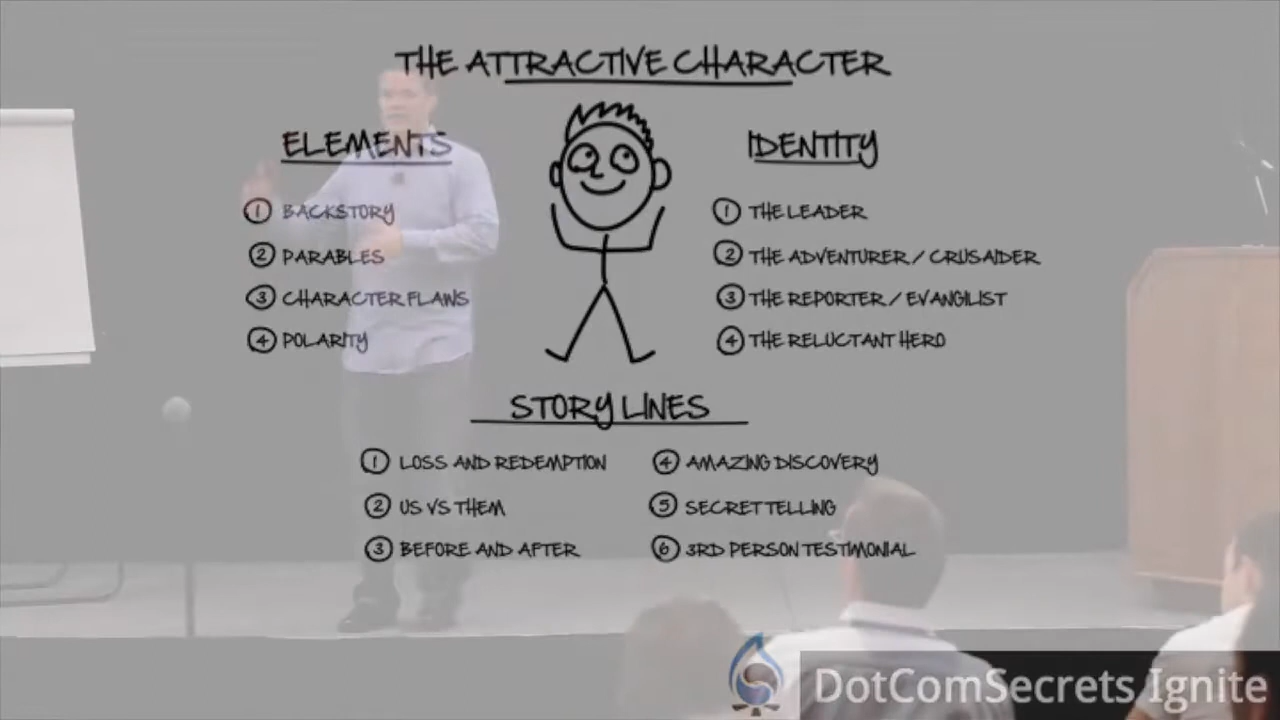 THE ATTRACTIVE CHARACTER
ELEMENTS
1 BACKSTORY
2 PARABLES
3 CHARACTER FLAWS
4 POLARITY
IDENTITY
1 THE LEADER
2 THE ADVENTURER / CRUSAIDER
3 THE REPORTER / EVANGILIST
4 THE RELUCTANT HERO
STORY LINES
1 LOSS AND REDEMPTION
2 US VS THEM
3 BEFORE AND AFTER
4 AMAZING DISCOVERY
5 SECRET TELLING
6 3RD PERSON TESTIMONIAL
DotComSecrets Ignite